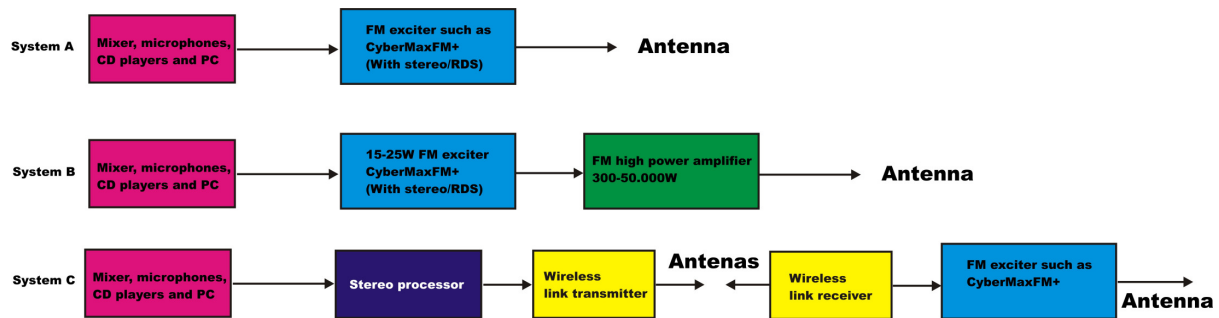 System A
Mixer, microphones,
CD players and PC
FM exciter such as
CyberMaxFM+
(With stereo/RDS)
Antenna
System B
Mixer, microphones,
CD players and PC
15-25W FM exciter
CyberMaxFM+
(With stereo/RDS)
FM high power amplifier
300-50.000W
Antenna
System C
Mixer, microphones,
CD players and PC
Stereo processor
Wireless
link transmitter
Antenas
Wireless
link receiver
FM exciter such as
CyberMaxFM+
Antenna